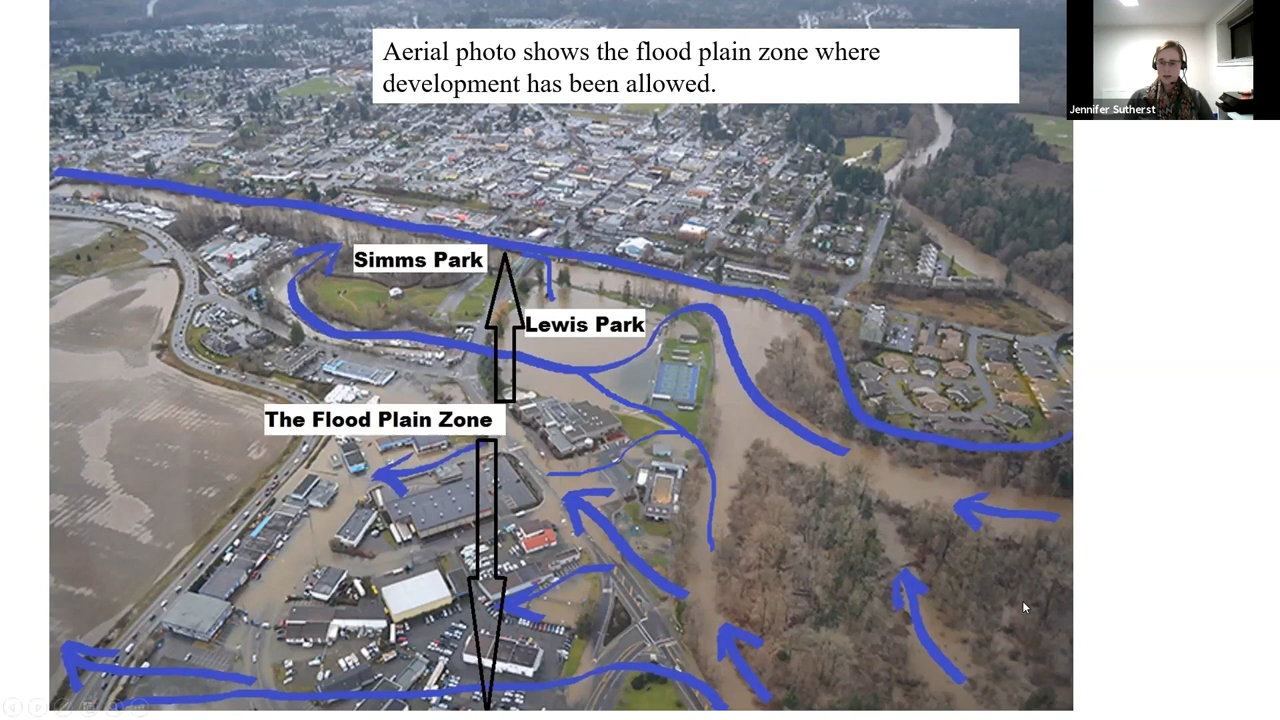 Aerial photo shows the flood plain zone where
development has been allowed.
Jennifer Sutherst
Simms Park
Lewis Park
The Flood Plain Zone